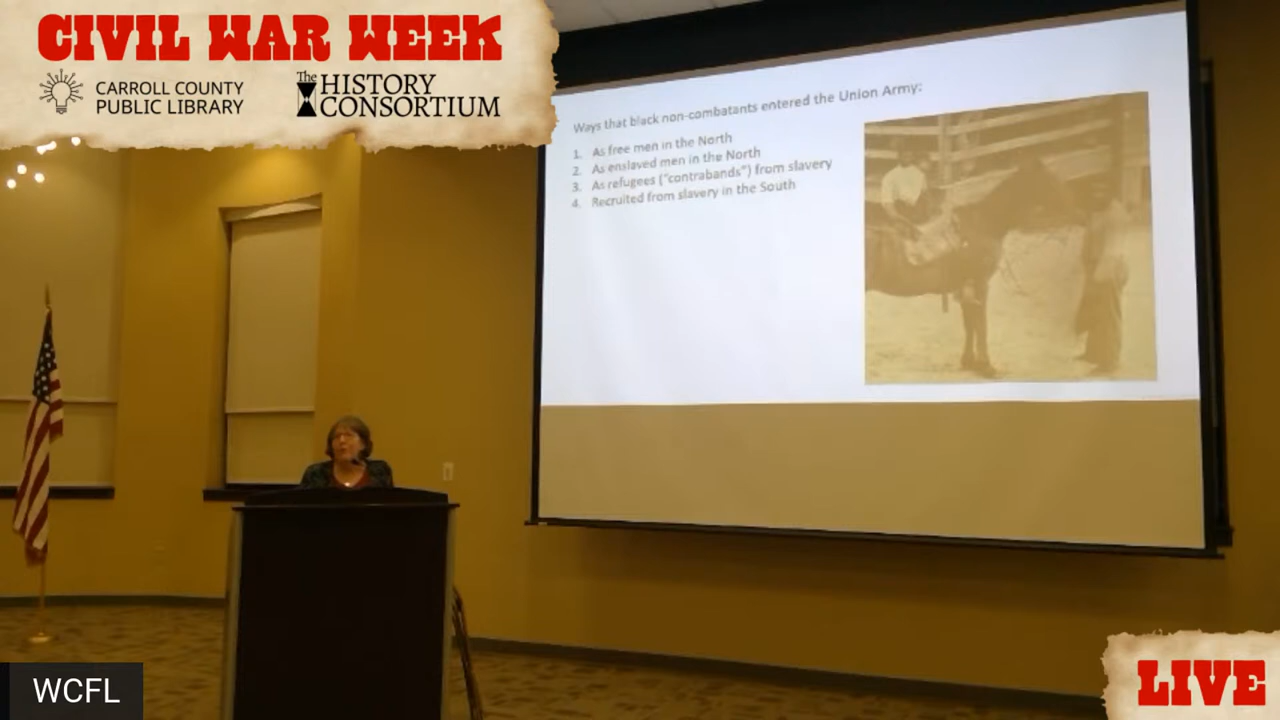 CIVIL WAR WEEK
CARROLL COUNTY
PUBLIC LIBRARY
The
HISTORY
CONSORTIUM
Ways that black non-combatants entered the Union Army:
1. As free men in the North
2. As enslaved men in the North
3. As refugees ("contrabands") from slavery
4. Recruited from slavery in the South
WCFL
LIVE